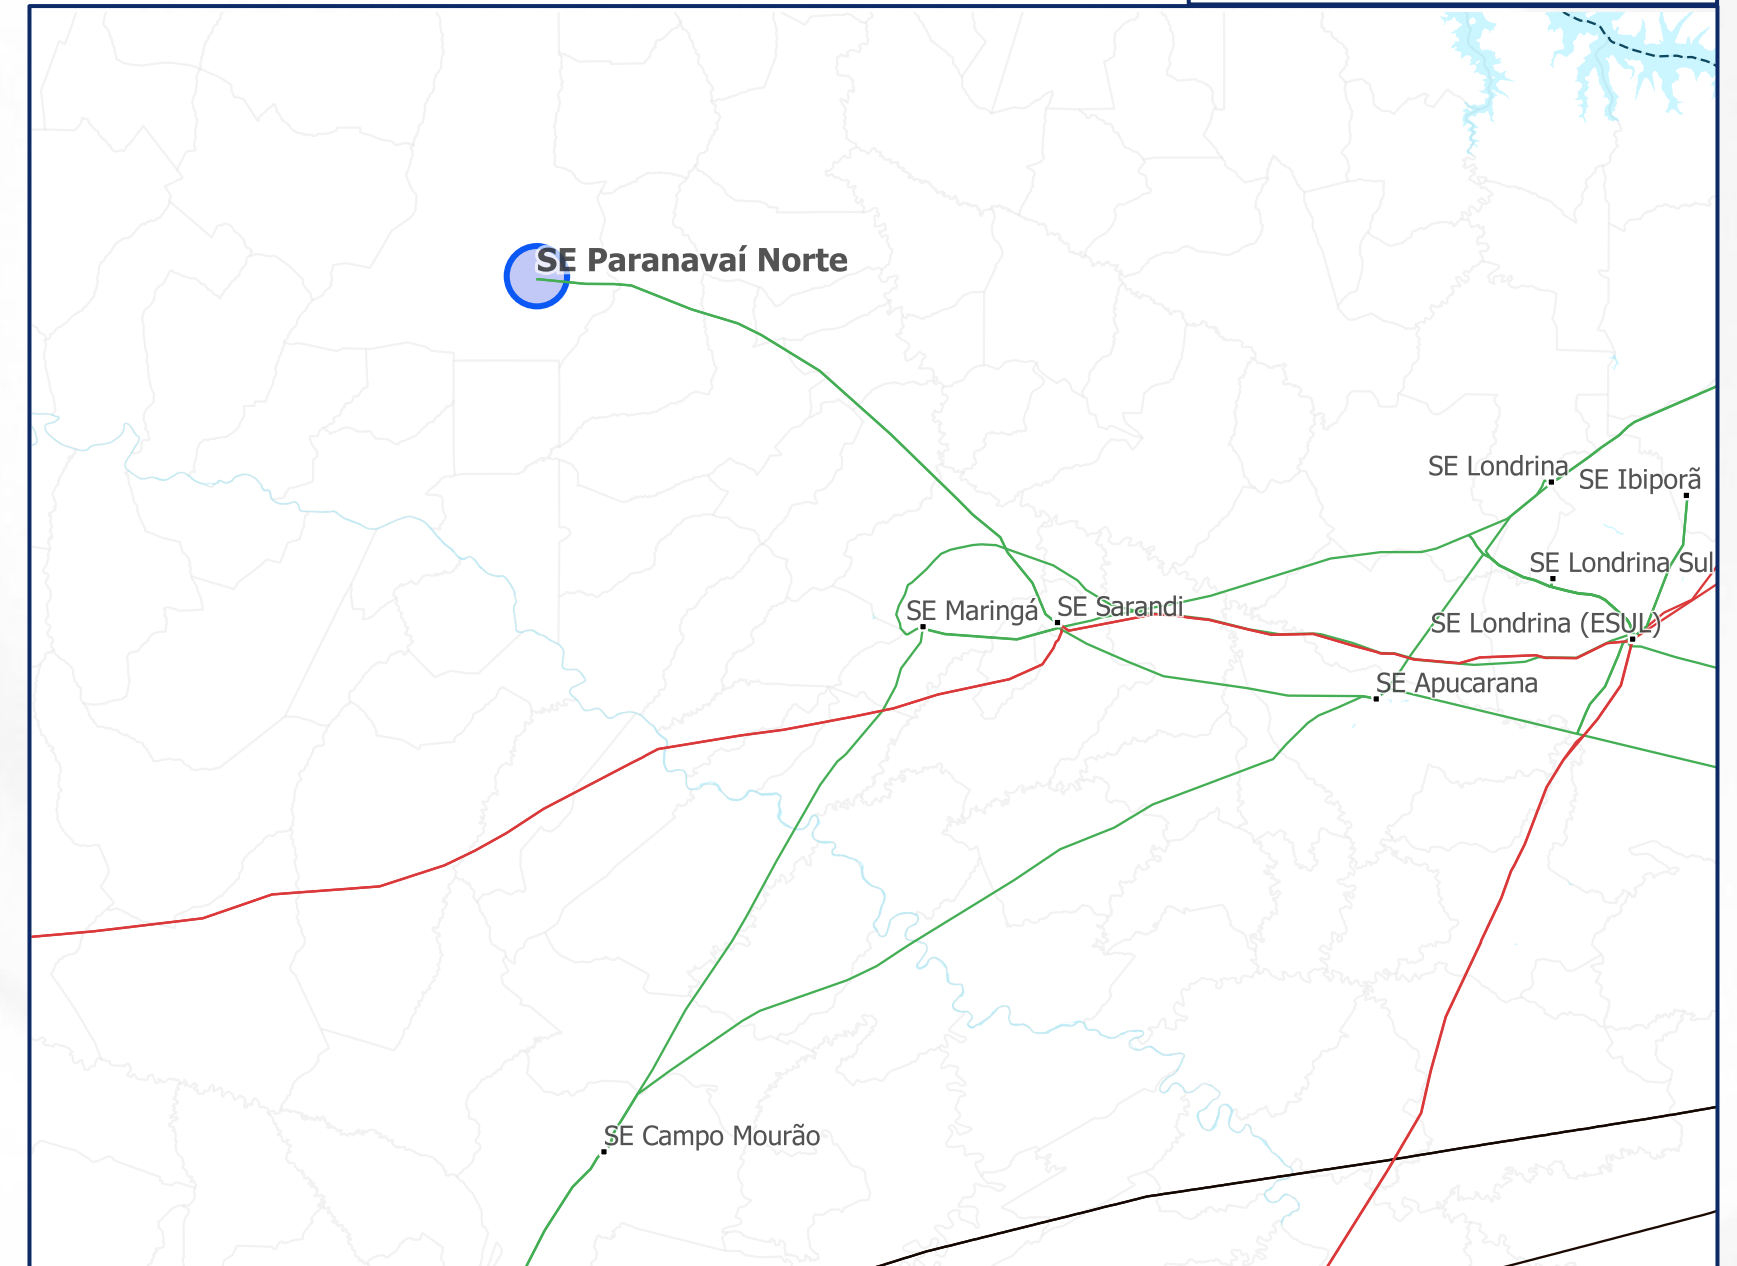 SE Paranavaí Norte
SE Londrina
SE Ibiporã
SE Londrina Sul
SE Maringá
SE Sarandi
SE Londrina (ESUL)
SE Apucarana
SE Campo Mourão